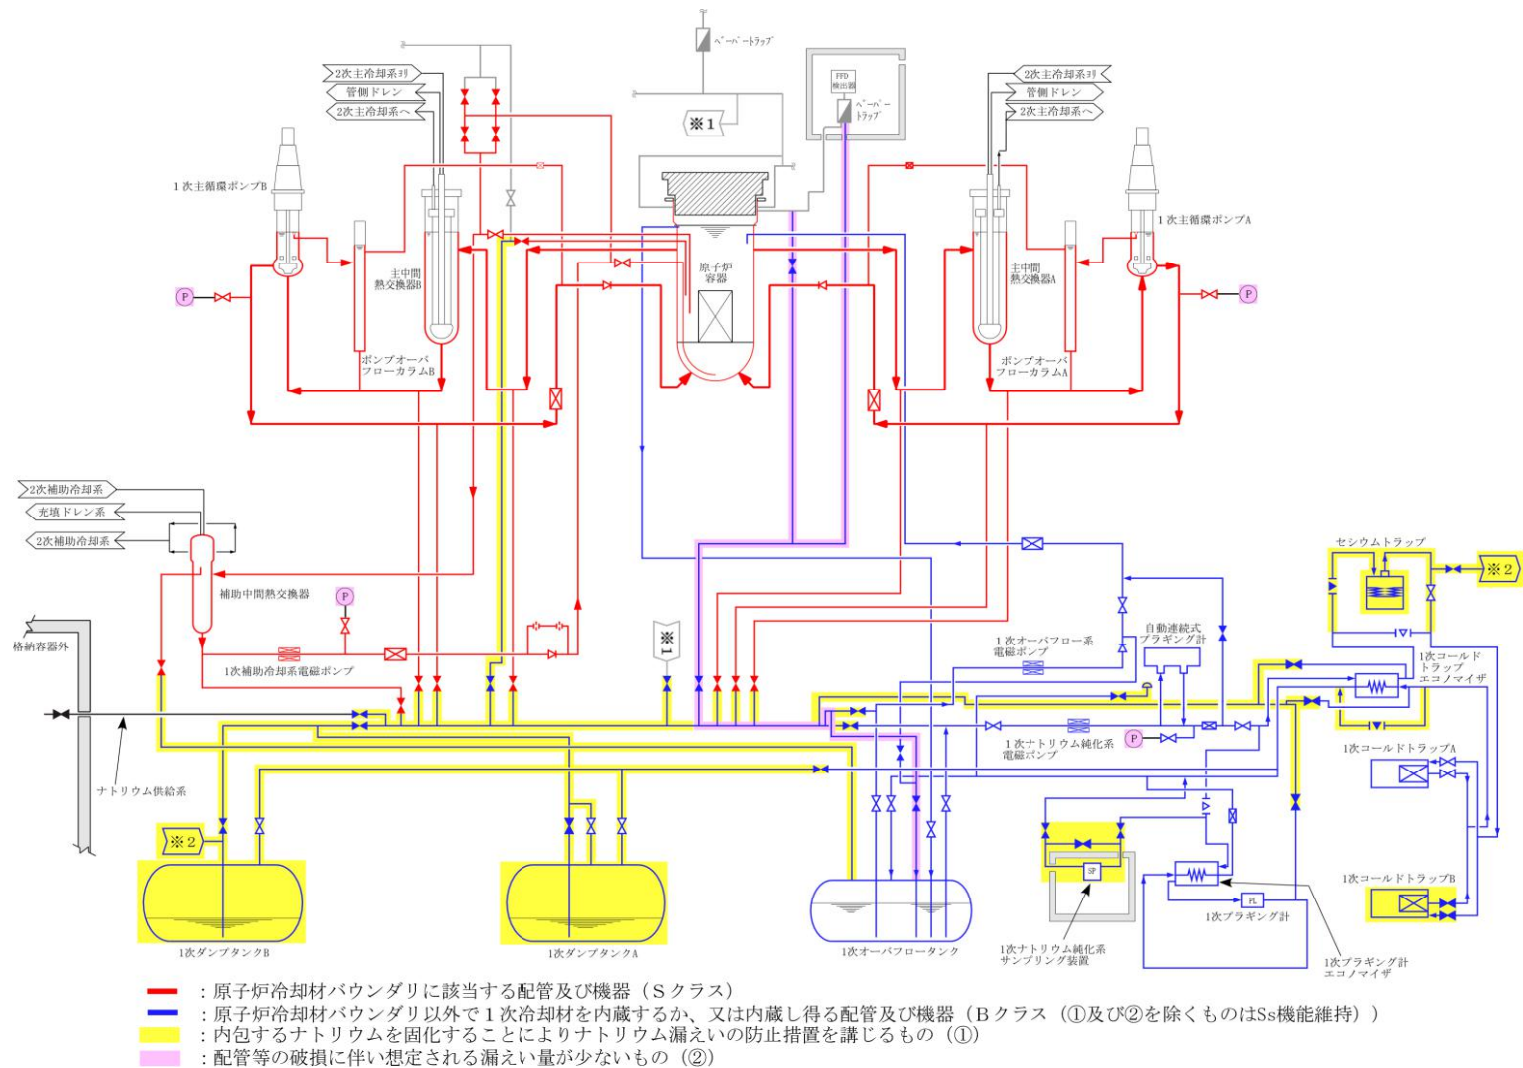 ベーパートラップ
2次主冷却系ヨリ
管側ドレン
2次主冷却系へ
※1
FFD
検出器
ベーパー
トラップ
2次主冷却系ヨリ
管側ドレン
2次主冷却系へ
1次主循環ポンプB
1次主循環ポンプA
主中間
熱交換器B
原子炉
容器
主中間
熱交換器A
P
P
ポンプオーバ
フローカラムB
ポンプオーバ
フローカラムA
2次補助冷却系
充填ドレン系
2次補助冷却系
補助中間熱交換器
P
セシウムトラップ
※2
格納容器外
1次補助冷却系電磁ポンプ
※1
1次オーバフロー系
電磁ポンプ
自動連続式
プラギング計
1次コールド
トラップ
エコノマイザ
1次ナトリウム純化系
電磁ポンプ
P
1次コールドトラップA
ナトリウム供給系
※2
SP
PL
1次コールドトラップB
1次プラギング計
1次ダンプタンクB
1次ダンプタンクA
1次オーバフロータンク
1次ナトリウム純化系
サンプリング装置
1次プラギング計
エコノマイザ
：原子炉冷却材バウンダリに該当する配管及び機器（Sクラス）
：原子炉冷却材バウンダリ以外で1次冷却材を内蔵するか、又は内蔵し得る配管及び機器（Bクラス（①及び②を除くものはSs機能維持））
：内包するナトリウムを固化することによりナトリウム漏えいの防止措置を講じるもの（①）
：配管等の破損に伴い想定される漏えい量が少ないもの（②）